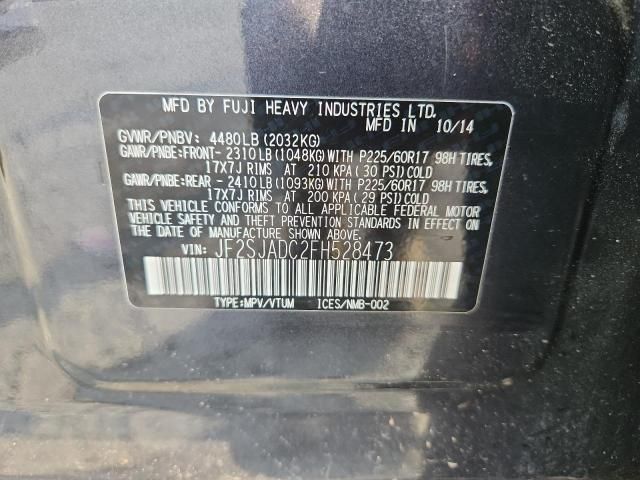 MFD BY FUJI HEAVY INDUSTRIES LTD.
MFD IN 10/14
GVWR/PNBV: 4480LB (2032KG)
GAWR/PNBE:FRONT- 2310LB (1048KG) WITH P225/60R17 98H TIRES,
17X7J RIMS AT 210 KPA (30 PSI) COLD
GAWR/PNBE:REAR - 2410LB (1093KG) WITH P225/60R17 98H TIRES,
17X7J RIMS AT 200 KPA (29 PSI) COLD
THIS VEHICLE CONFORMS TO ALL APPLICABLE FEDERAL MOTOR
VEHICLE SAFETY AND THEFT PREVENTION STANDARDS IN EFFECT ON
THE DATE OF MANUFACTURE SHOWN ABOVE.
VIN: JF2SJADC2FH528473
TYPE:MPV/VTUM ICES/NMB-002